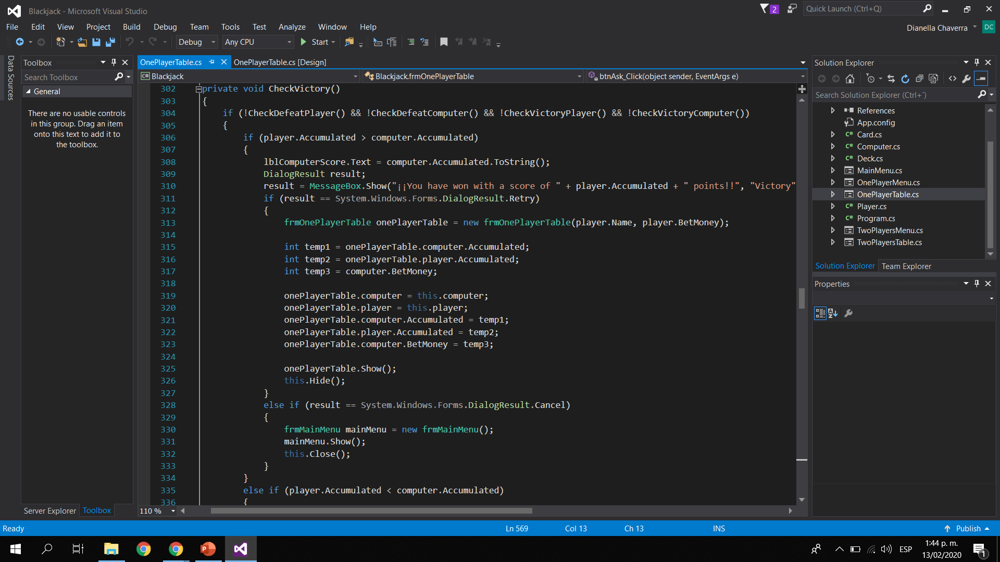 Blackjack - Microsoft Visual Studio
2
Quick Launch (Ctrl+Q)
File Edit View Project Build Debug Team Tools Test Analyze Window Help
Dianella Chaverra DC
Debug Any CPU Start
Data Sources
Toolbox
Search Toolbox
General
There are no usable controls
in this group. Drag an item
onto this text to add it to
the toolbox.
Server Explorer Toolbox
OnePlayerTable.cs OnePlayerTable.cs [Design]
C# Blackjack Blackjack.frmOnePlayerTable btnAsk_Click(object sender, EventArgs e)
302 private void CheckVictory()
303 {
304 if (!CheckDefeatPlayer() && !CheckDefeatComputer() && !CheckVictoryPlayer() && !CheckVictoryComputer())
305 {
306 if (player.Accumulated > computer.Accumulated)
307 {
308 lblComputerScore.Text = computer.Accumulated.ToString();
309 DialogResult result;
310 result = MessageBox.Show("¡¡You have won with a score of " + player.Accumulated + " points!!", "Victory"
311 if (result == System.Windows.Forms.DialogResult.Retry)
312 {
313 frmOnePlayerTable onePlayerTable = new frmOnePlayerTable(player.Name, player.BetMoney);
314
315 int temp1 = onePlayerTable.computer.Accumulated;
316 int temp2 = onePlayerTable.player.Accumulated;
317 int temp3 = computer.BetMoney;
318
319 onePlayerTable.computer = this.computer;
320 onePlayerTable.player = this.player;
321 onePlayerTable.computer.Accumulated = temp1;
322 onePlayerTable.player.Accumulated = temp2;
323 onePlayerTable.computer.BetMoney = temp3;
324
325 onePlayerTable.Show();
326 this.Hide();
327 }
328 else if (result == System.Windows.Forms.DialogResult.Cancel)
329 {
330 frmMainMenu mainMenu = new frmMainMenu();
331 mainMenu.Show();
332 this.Close();
333 }
334 }
335 else if (player.Accumulated < computer.Accumulated)
336 {
110 %
Solution Explorer
Search Solution Explorer (Ctrl+´)
References
App.config
C# Card.cs
C# Computer.cs
C# Deck.cs
MainMenu.cs
OnePlayerMenu.cs
OnePlayerTable.cs
C# Player.cs
C# Program.cs
TwoPlayersMenu.cs
TwoPlayersTable.cs
Solution Explorer Team Explorer
Properties
Ready Ln 569 Col 13 Ch 13 INS Publish
ESP
1:44 p. m.
13/02/2020
1